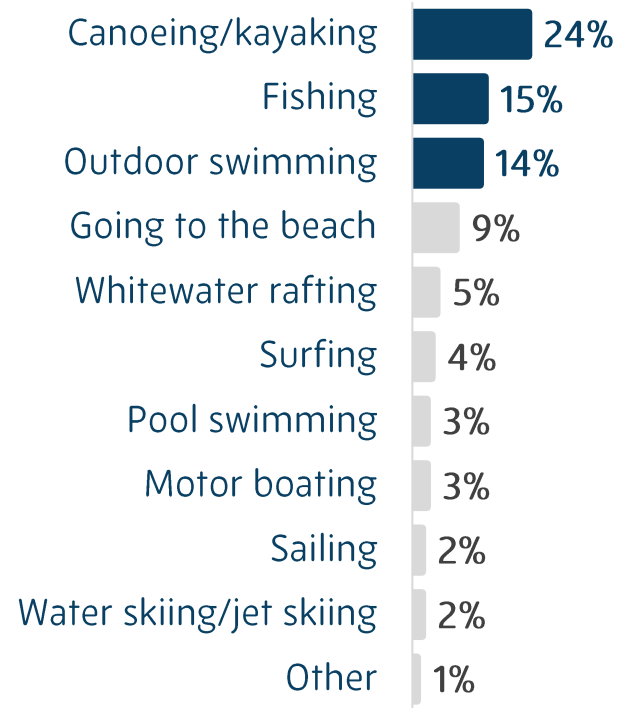 Canoeing/kayaking 24%
Fishing 15%
Outdoor swimming 14%
Going to the beach 9%
Whitewater rafting 5%
Surfing 4%
Pool swimming 3%
Motor boating 3%
Sailing 2%
Water skiing/jet skiing 2%
Other 1%